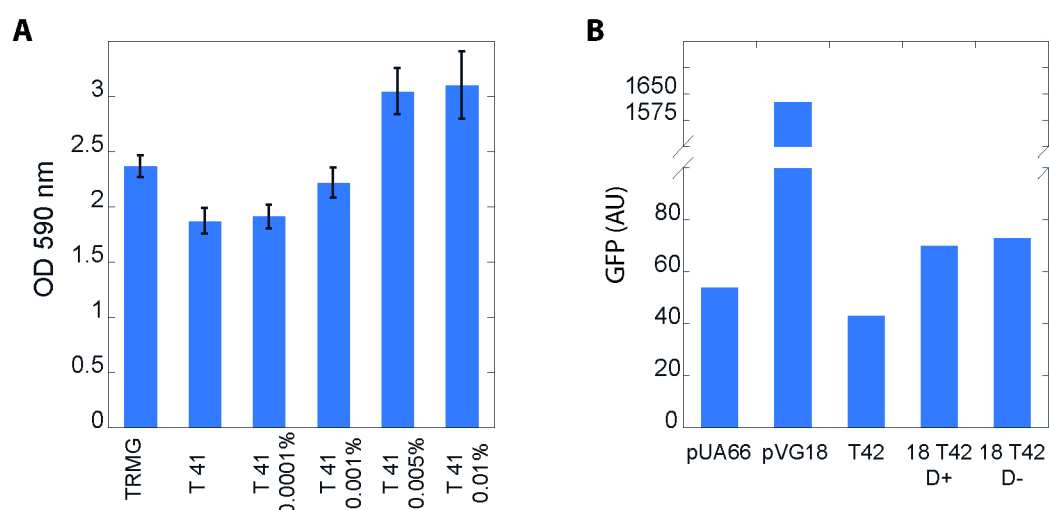 A
OD 590 nm
3
2.5
2
1.5
1
0.5
0
TRMG
T 41
T 41
0.0001%
T 41
0.001%
T 41
0.005%
T 41
0.01%
B
GFP (AU)
1650
1575
80
60
40
20
0
pUA66
pVG18
T42
18 T42
D+
18 T42
D-